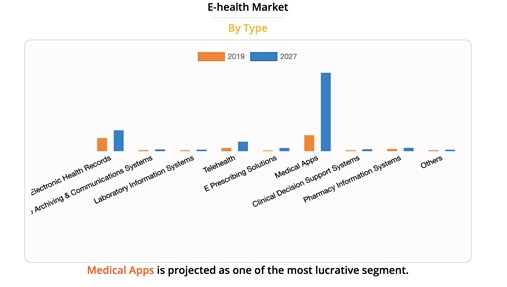 E-health Market
By Type
2019 2027
Electronic Health Records
Archiving & Communications Systems
Laboratory Information Systems
Telehealth
E Prescribing Solutions
Medical Apps
Clinical Decision Support Systems
Pharmacy Information Systems
Others
Medical Apps is projected as one of the most lucrative segment.